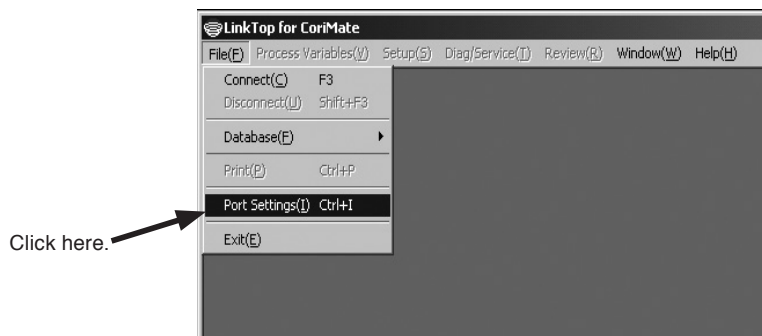 LinkTop for CoriMate
File(F) Process Variables(V) Setup(S) Diag/Service(T) Review(R) Window(W) Help(H)
Connect(C) F3
Disconnect(U) Shift+F3
Database(F)
Print(P) Ctrl+P
Port Settings(I) Ctrl+I
Exit(E)
Click here.